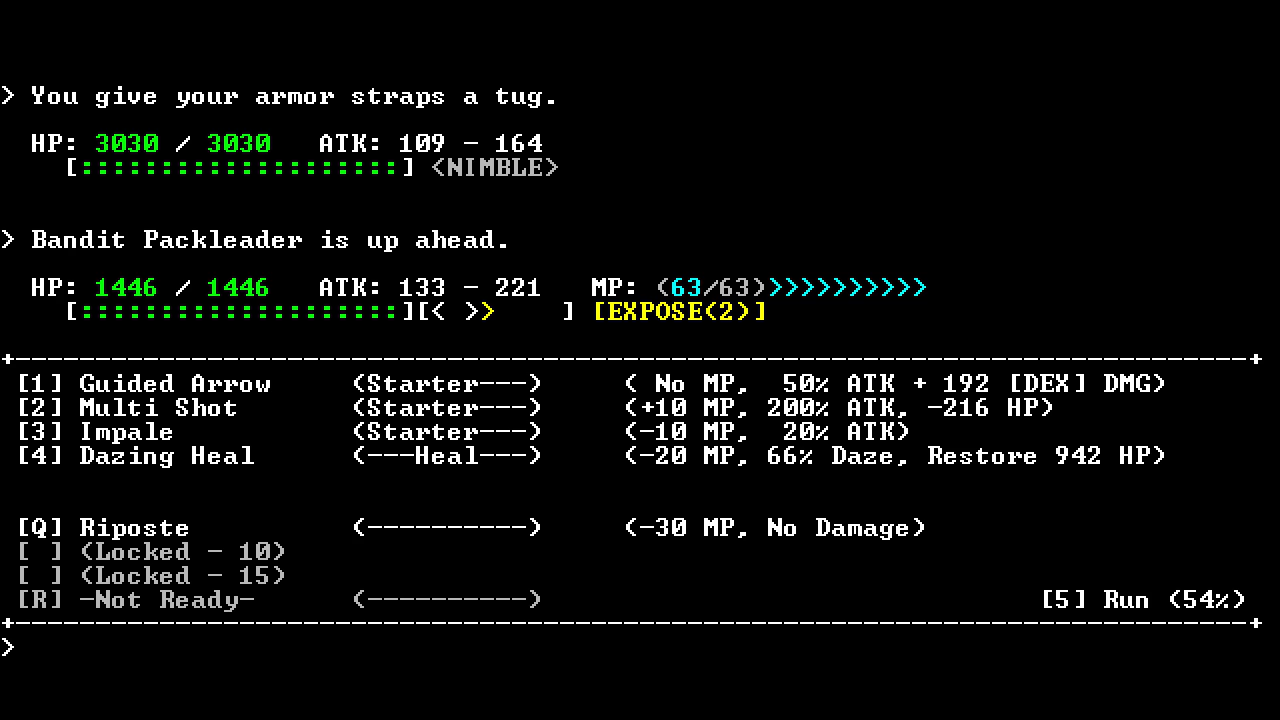 > You give your armor straps a tug.
HP: 3030 / 3030   ATK: 109 - 164
[::::::::::::::::::::] <NIMBLE>
> Bandit Packleader is up ahead.
HP: 1446 / 1446   ATK: 133 - 221   MP: (63/63)>>>>>>>>>>
[::::::::::::::::::::][< >>    ] [EXPOSE(2)]
+------------------------------------------------------------------------------+
[1] Guided Arrow     (Starter---)     ( No MP,  50% ATK + 192 [DEX] DMG)
[2] Multi Shot       (Starter---)     (+10 MP, 200% ATK, -216 HP)
[3] Impale           (Starter---)     (-10 MP,  20% ATK)
[4] Dazing Heal      (---Heal---)     (-20 MP, 66% Daze, Restore 942 HP)
[Q] Riposte          (----------)     (-30 MP, No Damage)
[ ] (Locked - 10)
[ ] (Locked - 15)
[R] -Not Ready-      (----------)                               [5] Run (54%)
+------------------------------------------------------------------------------+
>